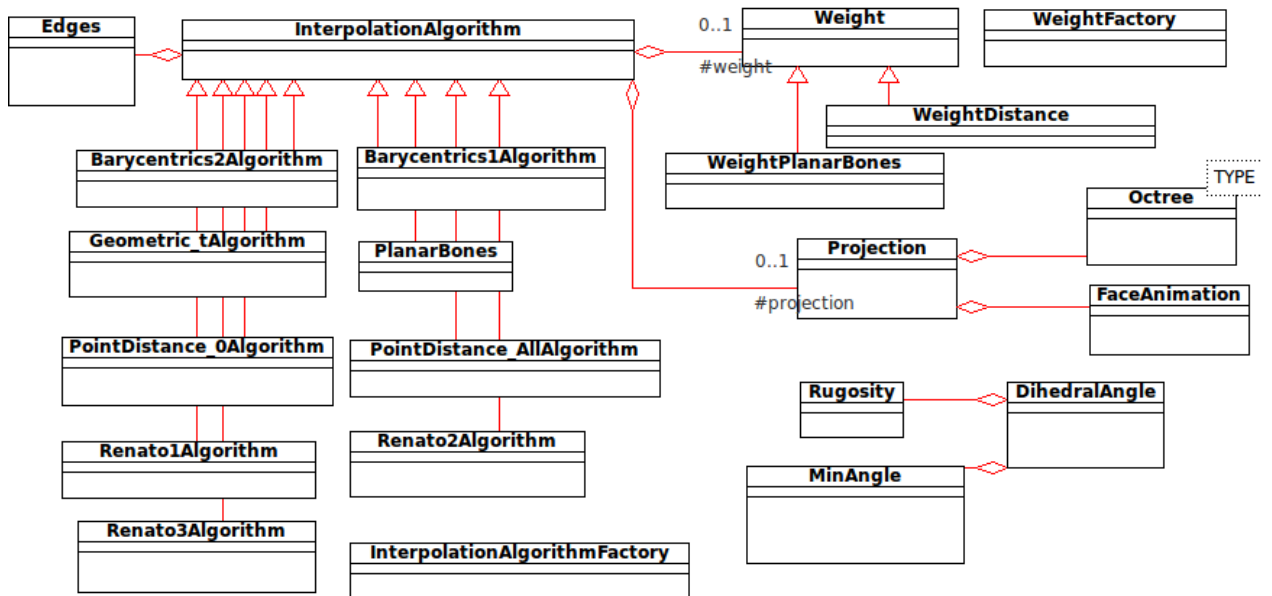 Edges
InterpolationAlgorithm
0..1
Weight
WeightFactory
#weight
WeightDistance
Barycentrics2Algorithm
Barycentrics1Algorithm
WeightPlanarBones
TYPE
Octree
Geometric_tAlgorithm
PlanarBones
Projection
0..1
#projection
FaceAnimation
PointDistance_0Algorithm
PointDistance_AllAlgorithm
Rugosity
DihedralAngle
Renato1Algorithm
Renato2Algorithm
MinAngle
Renato3Algorithm
InterpolationAlgorithmFactory